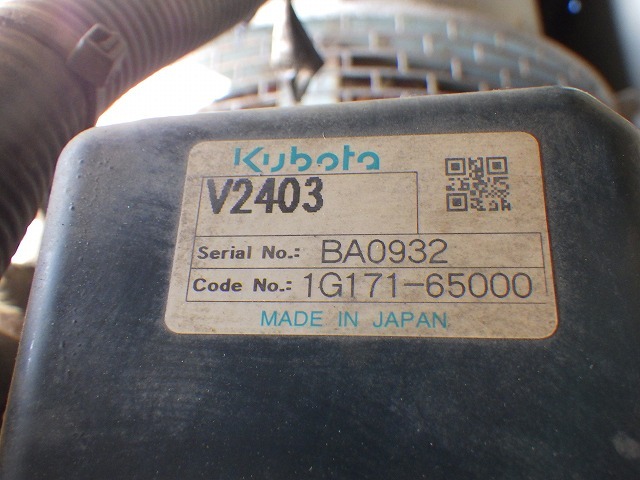 Kubota
V2403
Serial No.: BA0932
Code No.: 1G171-65000
MADE IN JAPAN